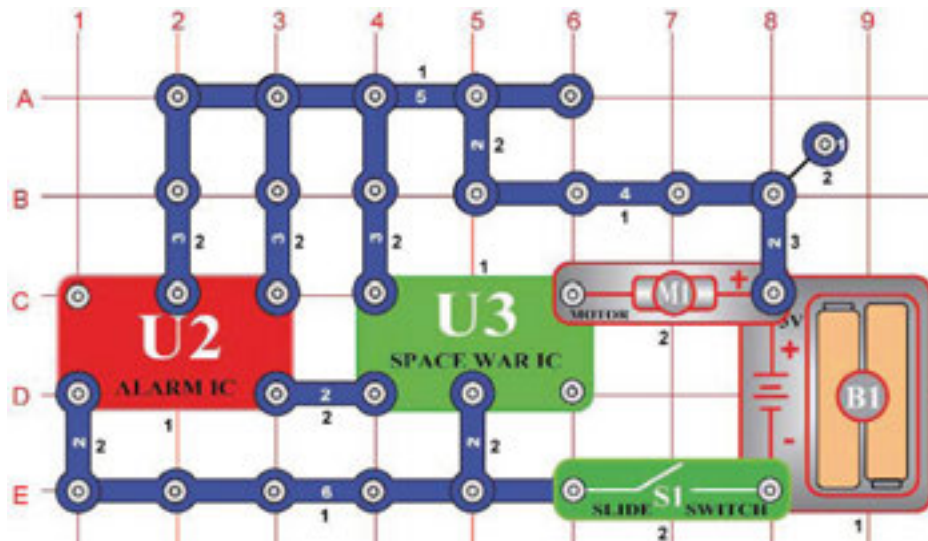 1 2 3 4 5 6 7 8 9
A 1 5
2 2 1 2
B 4 1
3 2 3 2 3 2 2 3
C 1 M1 + 3V
U2 U3 MOTOR 2 +
SPACE WAR IC
D ALARM IC 2 B1
1 2 -
2 2 2 2
E 6 S1
1 SLIDE SWITCH 1
2